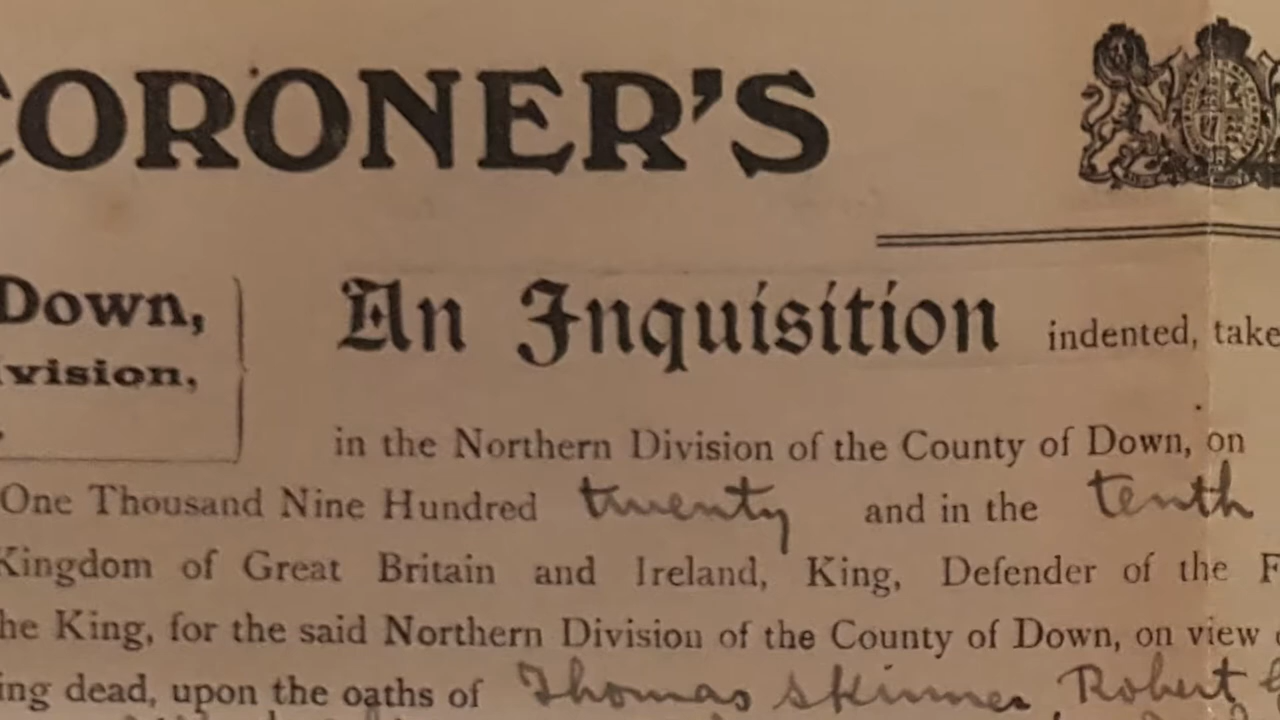 CORONER'S
Down,
vision,
An Inquisition indented, take
in the Northern Division of the County of Down, on
One Thousand Nine Hundred twenty and in the tenth
Kingdom of Great Britain and Ireland, King, Defender of the F
he King, for the said Northern Division of the County of Down, on view
ing dead, upon the oaths of Thomas Skinner, Robert